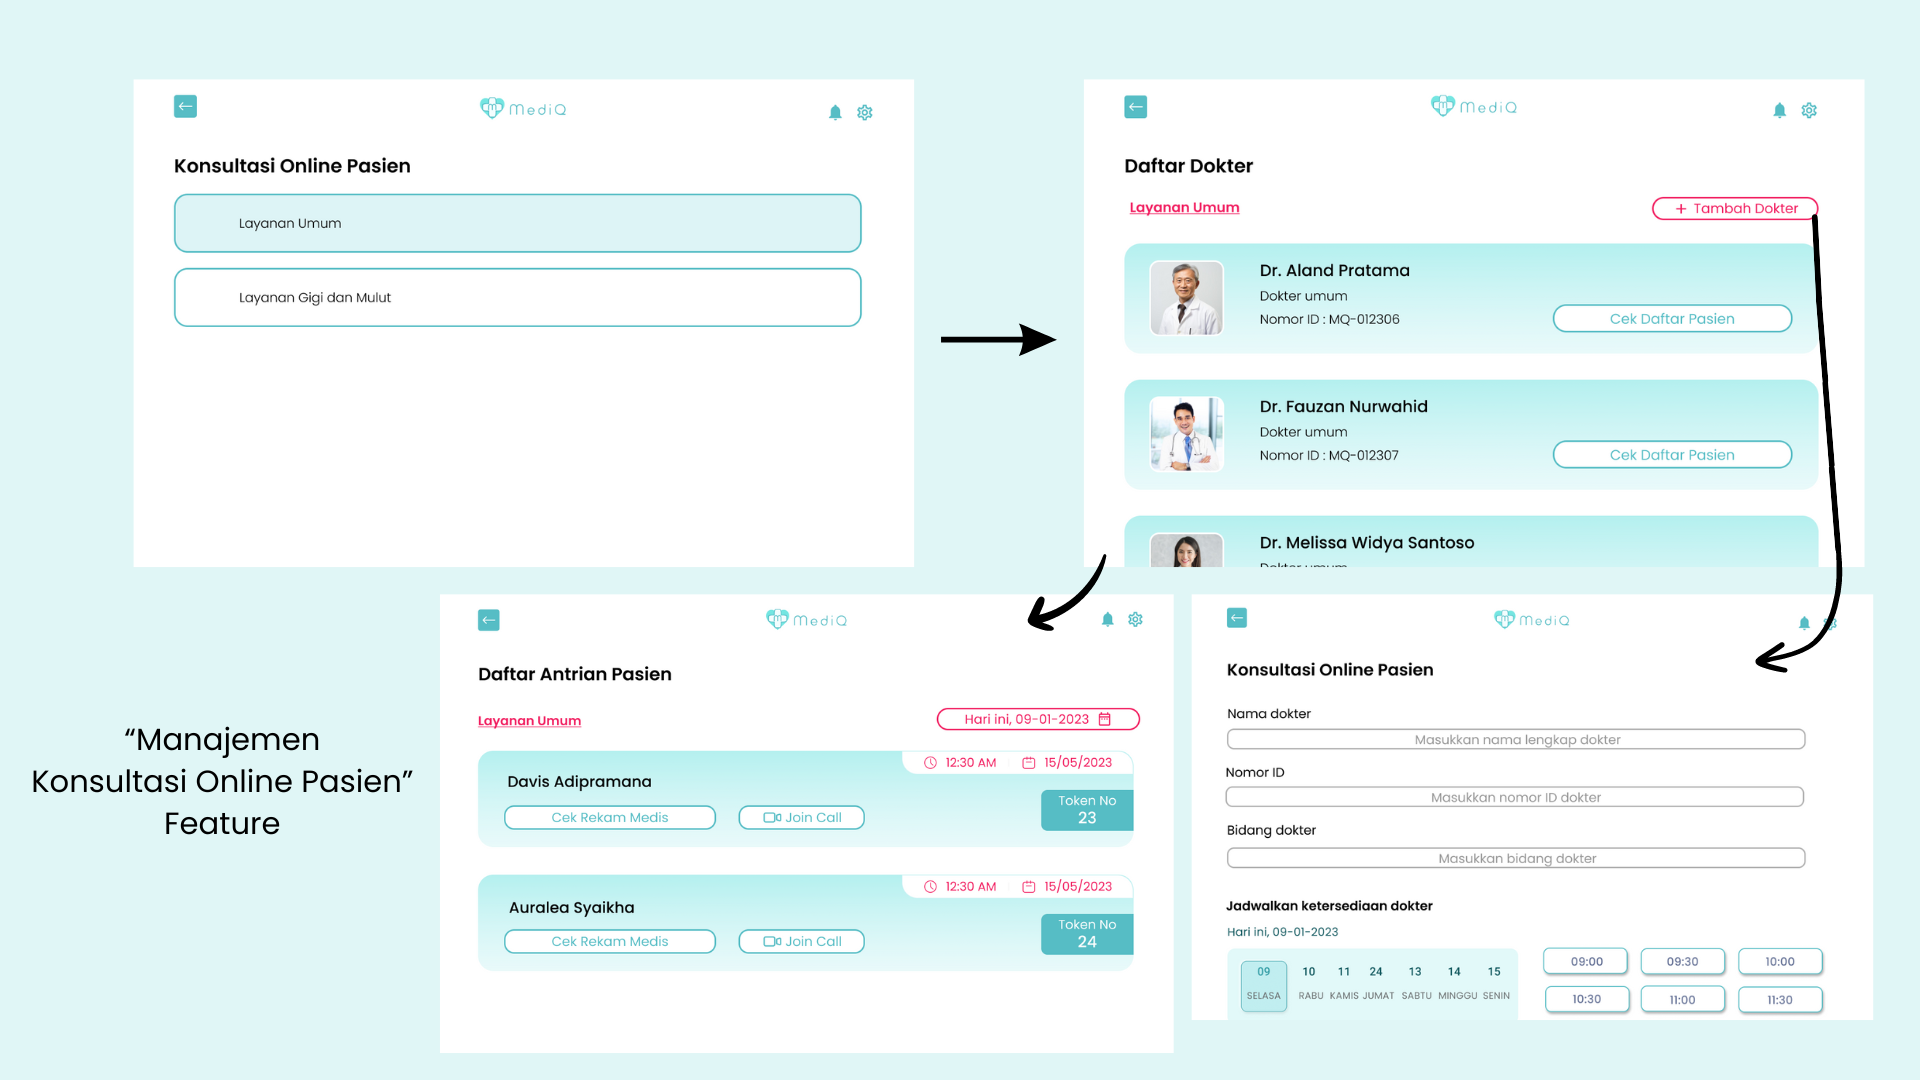 MediQ
Konsultasi Online Pasien
Layanan Umum
Layanan Gigi dan Mulut
MediQ
Daftar Dokter
Layanan Umum
+ Tambah Dokter
Dr. Aland Pratama
Dokter umum
Nomor ID : MQ-012306
Cek Daftar Pasien
Dr. Fauzan Nurwahid
Dokter umum
Nomor ID : MQ-012307
Cek Daftar Pasien
Dr. Melissa Widya Santoso
Dokter umum
“Manajemen
Konsultasi Online Pasien”
Feature
MediQ
Daftar Antrian Pasien
Layanan Umum
Hari ini, 09-01-2023
12:30 AM 15/05/2023
Davis Adipramana
Cek Rekam Medis
Join Call
Token No
23
12:30 AM 15/05/2023
Auralea Syaikha
Cek Rekam Medis
Join Call
Token No
24
MediQ
Konsultasi Online Pasien
Nama dokter
Masukkan nama lengkap dokter
Nomor ID
Masukkan nomor ID dokter
Bidang dokter
Masukkan bidang dokter
Jadwalkan ketersediaan dokter
Hari ini, 09-01-2023
09 10 11 24 13 14 15
SELASA RABU KAMIS JUMAT SABTU MINGGU SENIN
09:00 09:30 10:00
10:30 11:00 11:30